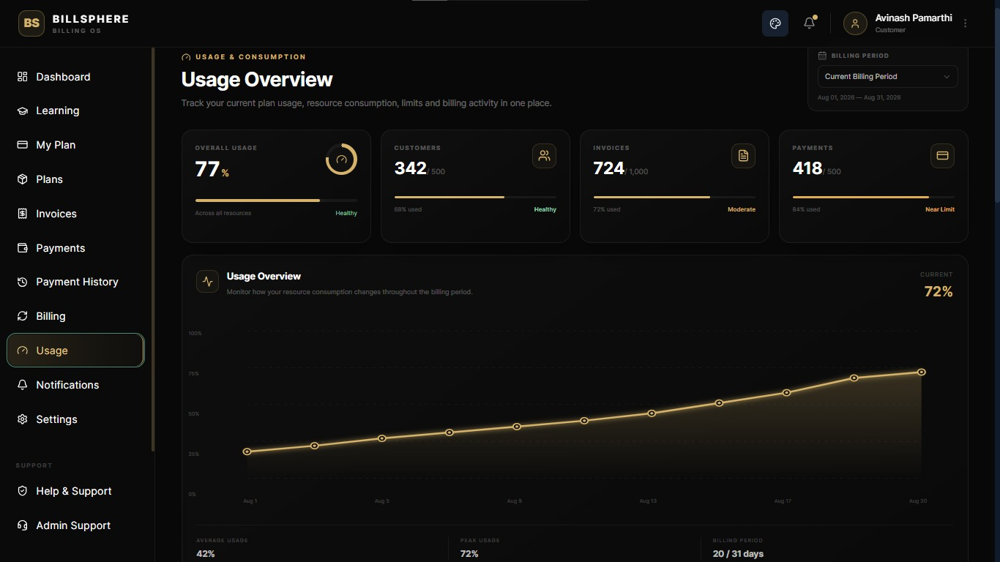 BS
BILLSPHERE
BILLING OS
Avinash Pamarthi
Customer
Dashboard
Learning
My Plan
Plans
Invoices
Payments
Payment History
Billing
Usage
Notifications
Settings
SUPPORT
Help & Support
Admin Support
USAGE & CONSUMPTION
Usage Overview
Track your current plan usage, resource consumption, limits and billing activity in one place.
BILLING PERIOD
Current Billing Period
Aug 01, 2026 — Aug 31, 2026
OVERALL USAGE
77 %
Across all resources Healthy
CUSTOMERS
342 / 500
68% used Healthy
INVOICES
724 / 1,000
72% used Moderate
PAYMENTS
418 / 500
84% used Near Limit
Usage Overview
Monitor how your resource consumption changes throughout the billing period.
CURRENT
72%
100%
75%
50%
25%
0%
Aug 1 Aug 5 Aug 9 Aug 13 Aug 17 Aug 20
AVERAGE USAGE
42%
PEAK USAGE
72%
BILLING PERIOD
20 / 31 days